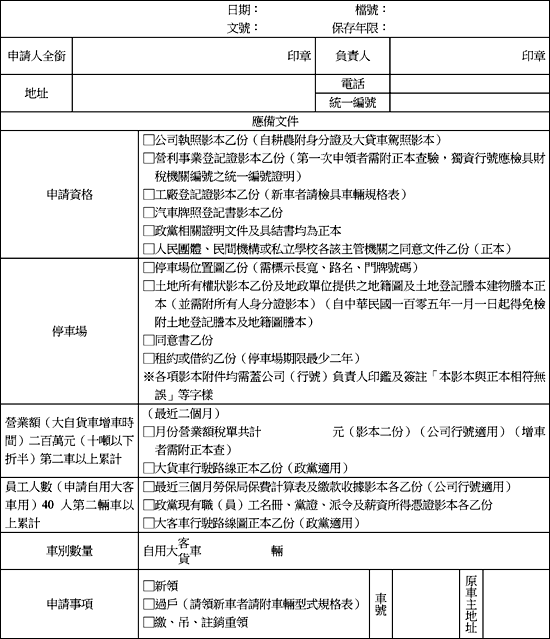 日期： 檔號：
文號： 保存年限：
申請人全銜 印章 負責人 印章
地址 電話
統一編號
應備文件
申請資格
□公司執照影本乙份（自耕農附身分證及大貨車駕照影本）
□營利事業登記證影本乙份（第一次申領者需附正本查驗，獨資行號應檢具財
稅機關編號之統一編號證明）
□工廠登記證影本乙份（新車者請檢具車輛規格表）
□汽車牌照登記書影本乙份
□政黨相關證明文件及具結書均為正本
□人民團體、民間機構或私立學校各該主管機關之同意文件乙份（正本）
停車場
□停車場位置圖乙份（需標示長寬、路名、門牌號碼）
□土地所有權狀影本乙份及地政單位提供之地籍圖及土地登記謄本建物謄本正
本（並需附所有人身分證影本）（自中華民國一百零五年一月一日起得免檢
附土地登記謄本及地籍圖謄本）
□同意書乙份
□租約或借約乙份（停車場期限最少二年）
※各項影本附件均需蓋公司（行號）負責人印鑑及簽註「本影本與正本相符無
誤」等字樣
營業額（大自貨車增車時
間）二百萬元（十噸以下
折半）第二車以上累計
（最近二個月）
□月份營業額稅單共計 元（影本二份）（公司行號適用）（增車
者需附正本查）
□大貨車行駛路線正本乙份（政黨適用）
員工人數（申請自用大客
車用）40 人第二輛車以
上累計
□最近三個月勞保局保費計算表及繳款收據影本各乙份（公司行號適用）
□政黨現有職（員）工名冊、黨證、派令及薪資所得憑證影本各乙份
□大客車行駛路線圖正本乙份（政黨適用）
車別數量 自用大客貨車 輛
申請事項
□新領
□過戶（請領新車者請附車輛型式規格表）
□繳、吊、註銷重領
車號
原車主地址